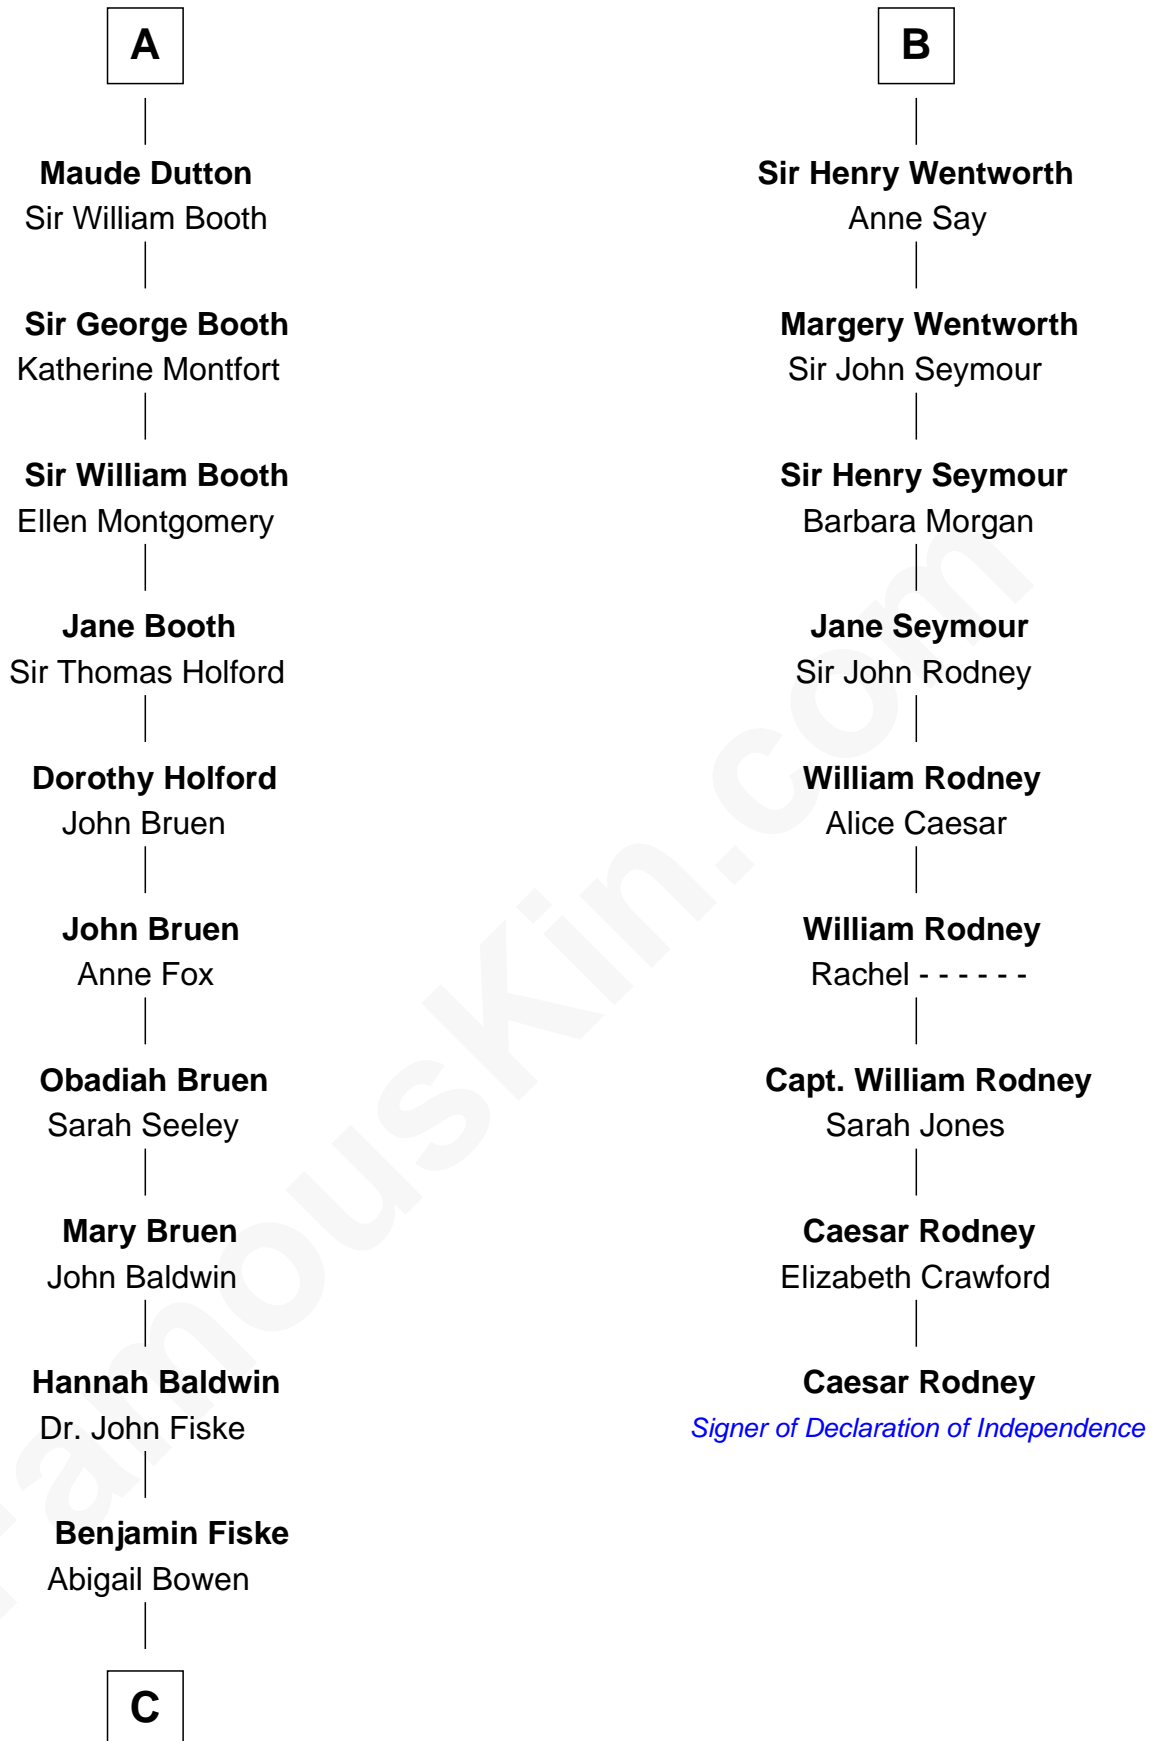 A
Maude Dutton
Sir William Booth
Sir George Booth
Katherine Montfort
Sir William Booth
Ellen Montgomery
Jane Booth
Sir Thomas Holford
Dorothy Holford
John Bruen
John Bruen
Anne Fox
Obadiah Bruen
Sarah Seeley
Mary Bruen
John Baldwin
Hannah Baldwin
Dr. John Fiske
Benjamin Fiske
Abigail Bowen
C
B
Sir Henry Wentworth
Anne Say
Margery Wentworth
Sir John Seymour
Sir Henry Seymour
Barbara Morgan
Jane Seymour
Sir John Rodney
William Rodney
Alice Caesar
William Rodney
Rachel - - - - - -
Capt. William Rodney
Sarah Jones
Caesar Rodney
Elizabeth Crawford
Caesar Rodney
Signer of Declaration of Independence
FamousKin.com